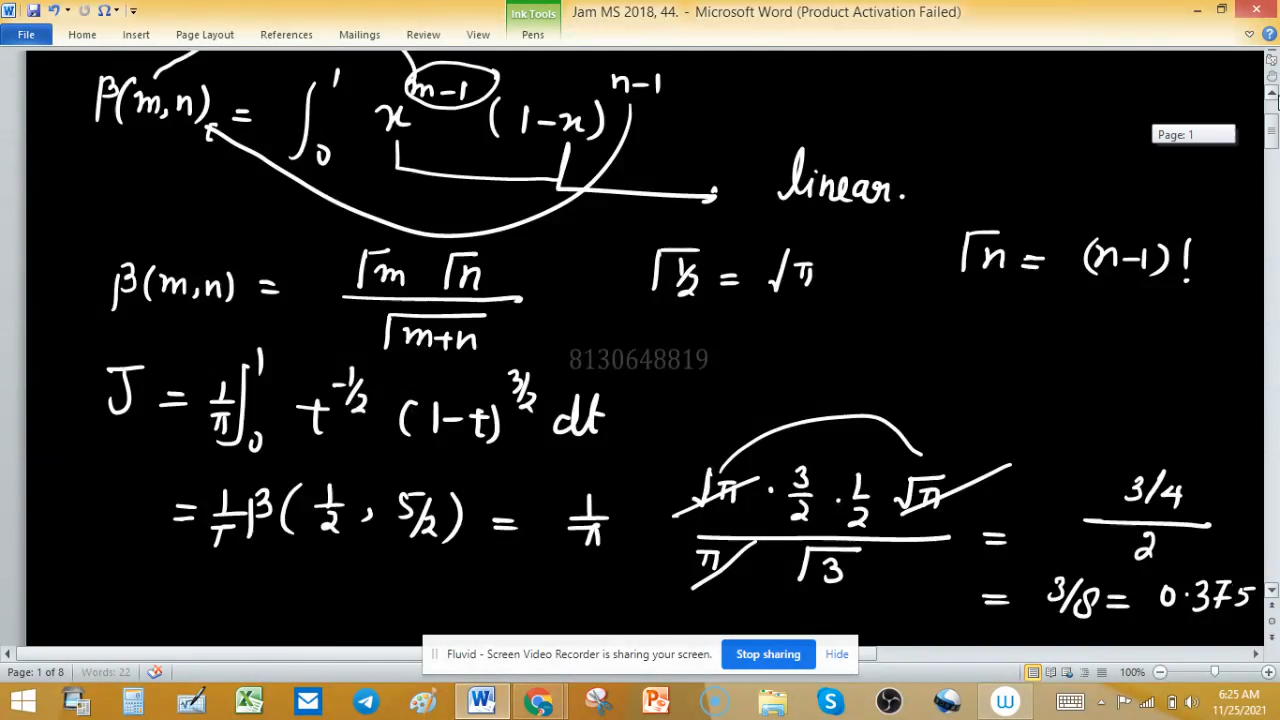 Jam MS 2018, 44. - Microsoft Word (Product Activation Failed)
Ink Tools
File Home Insert Page Layout References Mailings Review View Pens
β(m,n) = ∫₀¹ x^(m-1) (1-x)^(n-1)
Page: 1
linear.
β(m,n) = Γm Γn / Γm+n
Γ1/2 = √π
Γn = (n-1)!
8130648819
J = 1/π ∫₀¹ t^(-1/2) (1-t)^(3/2) dt
= 1/π β(1/2, 5/2) = 1/π √π · 3/2 · 1/2 √π / π Γ3 = 3/4 / 2
= 3/8 = 0.375
Fluvid - Screen Video Recorder is sharing your screen. Stop sharing Hide
Page: 1 of 8 Words: 22 100%
6:25 AM
11/25/2021